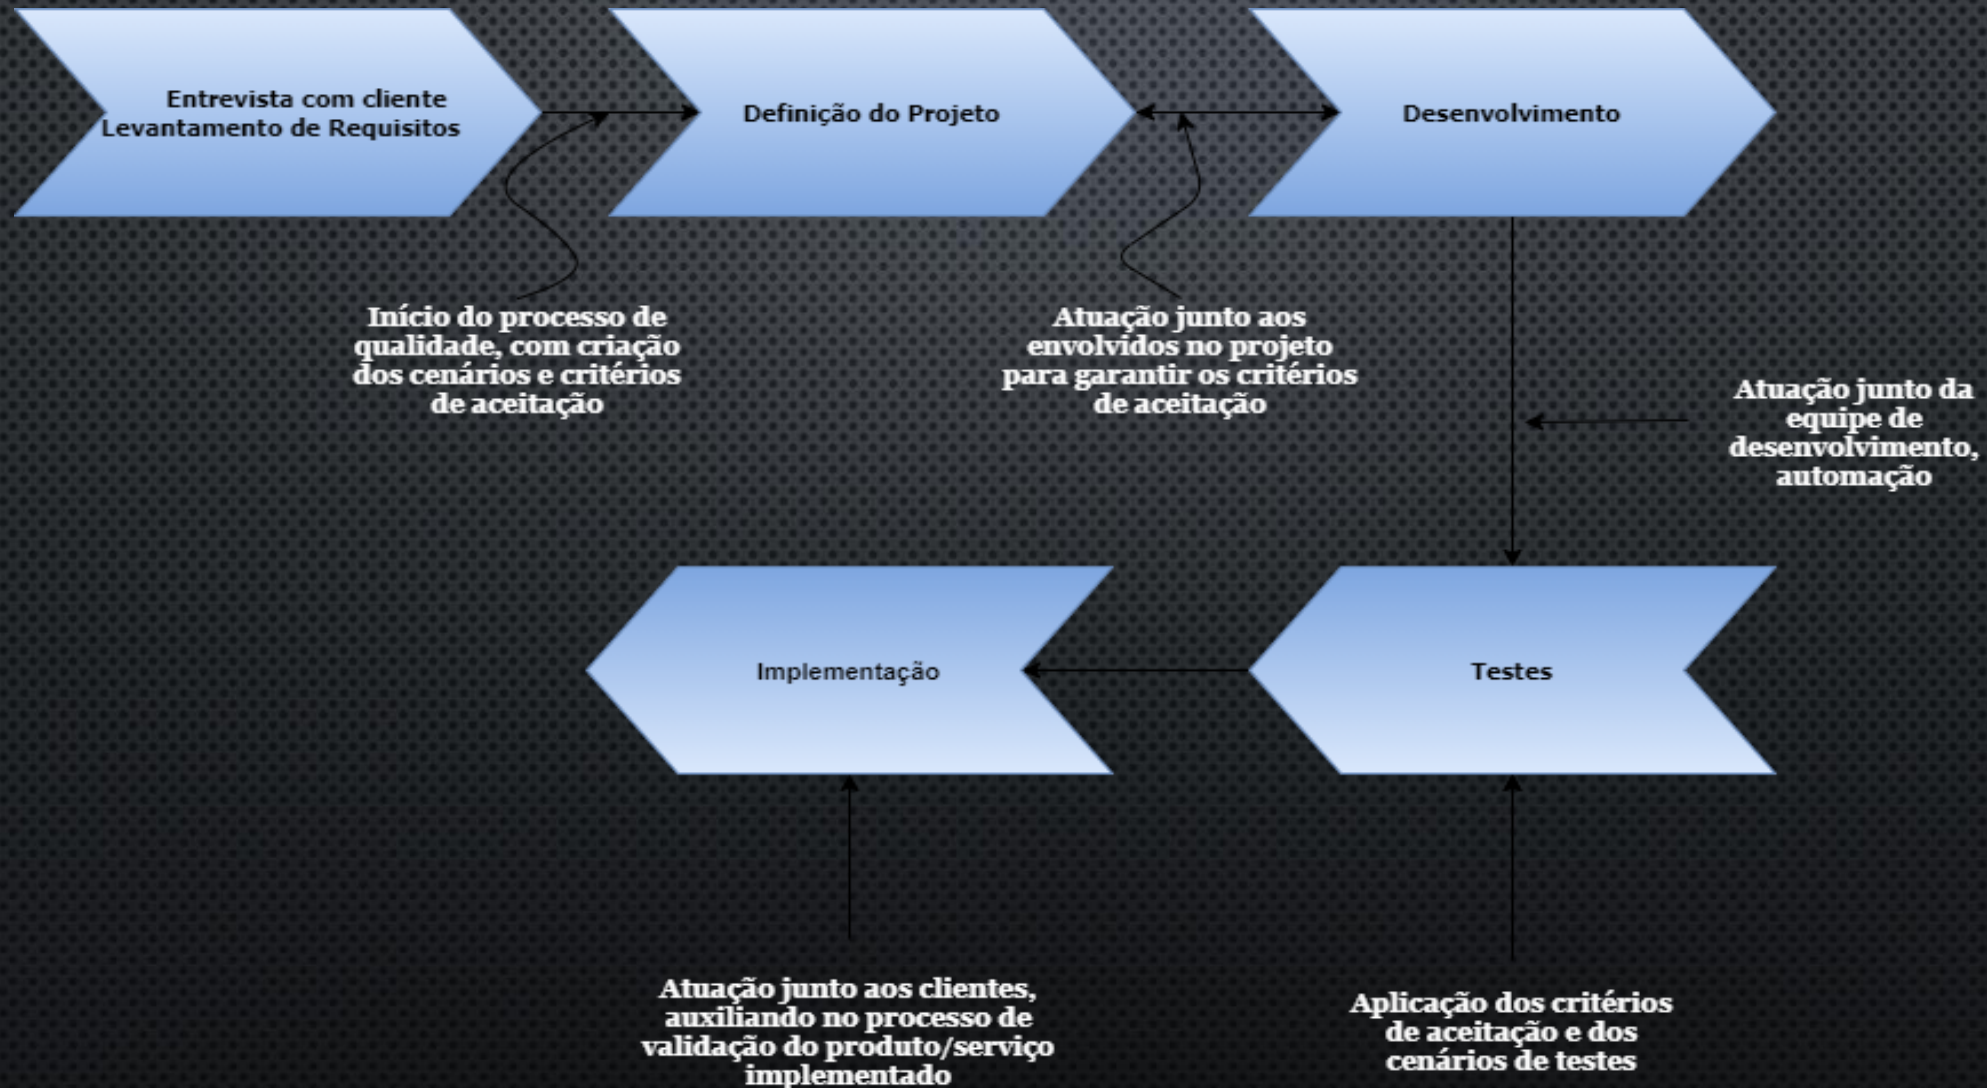 Entrevista com cliente
Levantamento de Requisitos
Definição do Projeto
Desenvolvimento
Início do processo de
qualidade, com criação
dos cenários e critérios
de aceitação
Atuação junto aos
envolvidos no projeto
para garantir os critérios
de aceitação
Atuação junto da
equipe de
desenvolvimento,
automação
Implementação
Testes
Atuação junto aos clientes,
auxiliando no processo de
validação do produto/serviço
implementado
Aplicação dos critérios
de aceitação e dos
cenários de testes